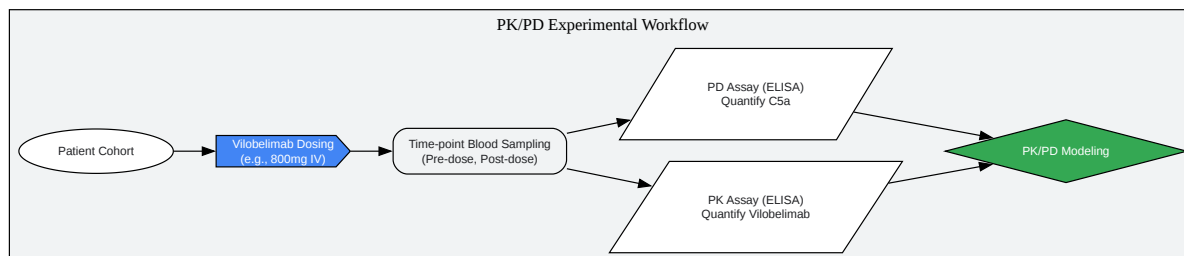 PK/PD Experimental Workflow
Patient Cohort
Vilobelimab Dosing
(e.g., 800mg IV)
Time-point Blood Sampling
(Pre-dose, Post-dose)
PD Assay (ELISA)
Quantify C5a
PK Assay (ELISA)
Quantify Vilobelimab
PK/PD Modeling